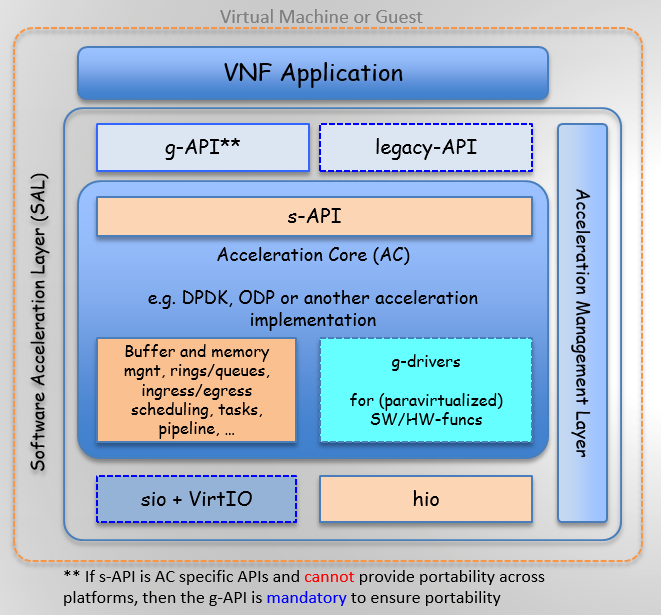 Virtual Machine or Guest
VNF Application
Software Acceleration Layer (SAL)
g-API**
legacy-API
s-API
Acceleration Core (AC)
e.g. DPDK, ODP or another acceleration
implementation
Buffer and memory
mgnt, rings/queues,
ingress/egress
scheduling, tasks,
pipeline, ...
g-drivers
for (paravirtualized)
SW/HW-funcs
sio + VirtIO
hio
Acceleration Management Layer
** If s-API is AC specific APIs and cannot provide portability across
platforms, then the g-API is mandatory to ensure portability